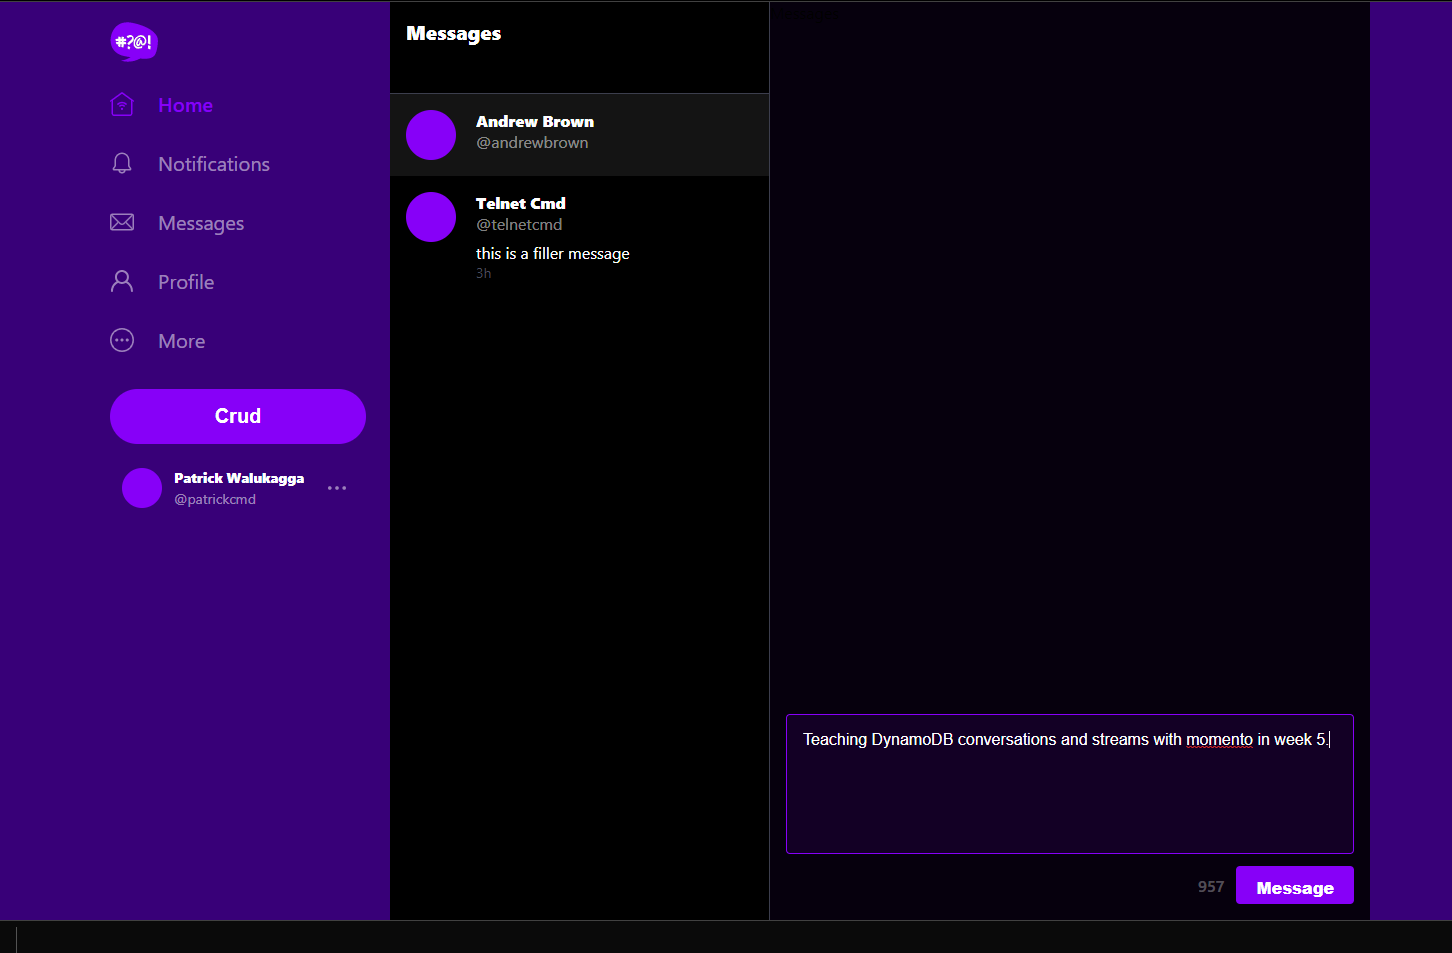 #?@!
Home
Notifications
Messages
Profile
More
Crud
Patrick Walukagga
@patrickcmd
Messages
Andrew Brown
@andrewbrown
Telnet Cmd
@telnetcmd
this is a filler message
3h
Teaching DynamoDB conversations and streams with momento in week 5.
957
Message